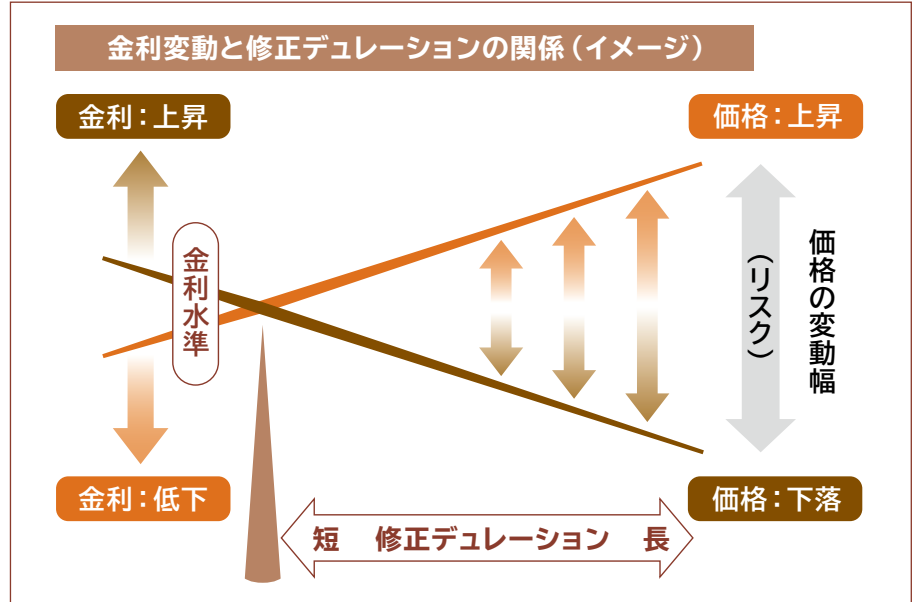 金利変動と修正デュレーションの関係（イメージ）
金利：上昇
価格：上昇
金利水準
価格の変動幅
（リスク）
金利：低下
価格：下落
短　修正デュレーション　長